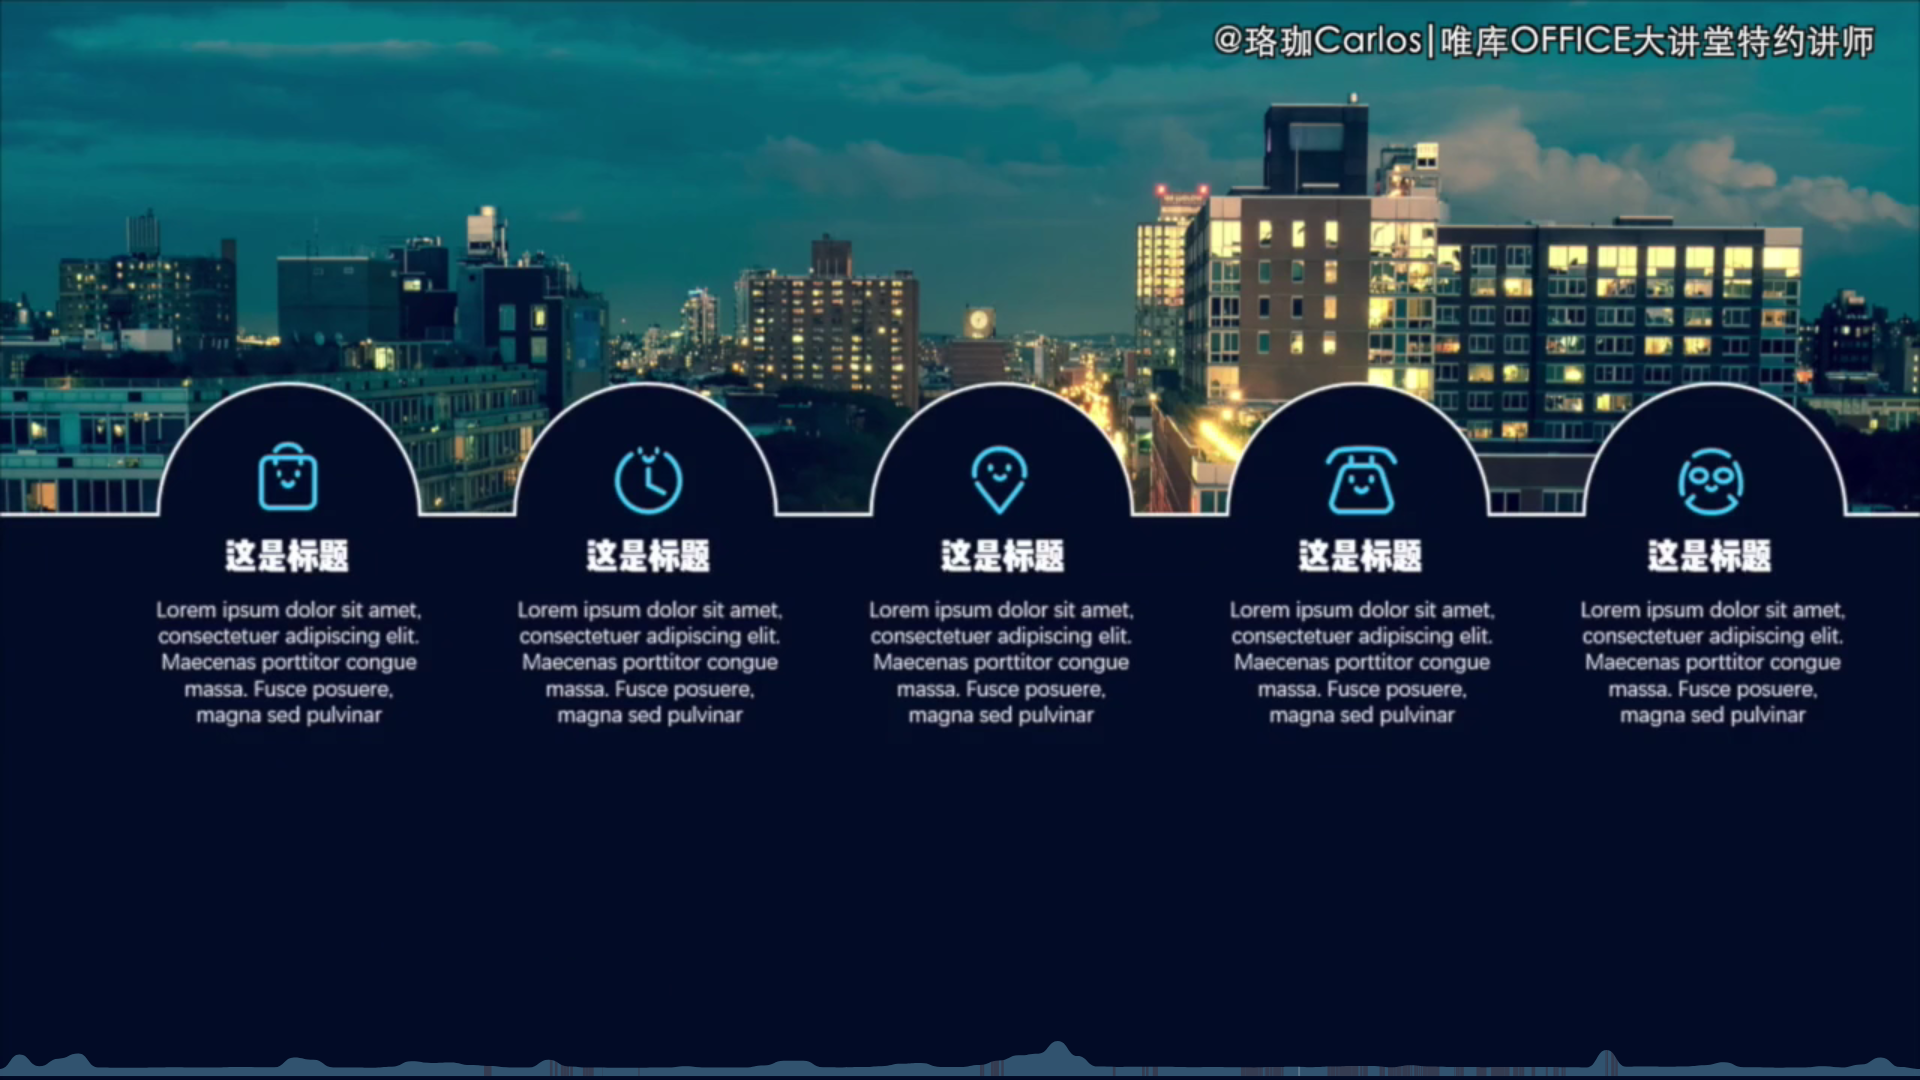 @珞珈Carlos|唯库OFFICE大讲堂特约讲师
这是标题
Lorem ipsum dolor sit amet,
consectetuer adipiscing elit.
Maecenas porttitor congue
massa. Fusce posuere,
magna sed pulvinar
这是标题
Lorem ipsum dolor sit amet,
consectetuer adipiscing elit.
Maecenas porttitor congue
massa. Fusce posuere,
magna sed pulvinar
这是标题
Lorem ipsum dolor sit amet,
consectetuer adipiscing elit.
Maecenas porttitor congue
massa. Fusce posuere,
magna sed pulvinar
这是标题
Lorem ipsum dolor sit amet,
consectetuer adipiscing elit.
Maecenas porttitor congue
massa. Fusce posuere,
magna sed pulvinar
这是标题
Lorem ipsum dolor sit amet,
consectetuer adipiscing elit.
Maecenas porttitor congue
massa. Fusce posuere,
magna sed pulvinar